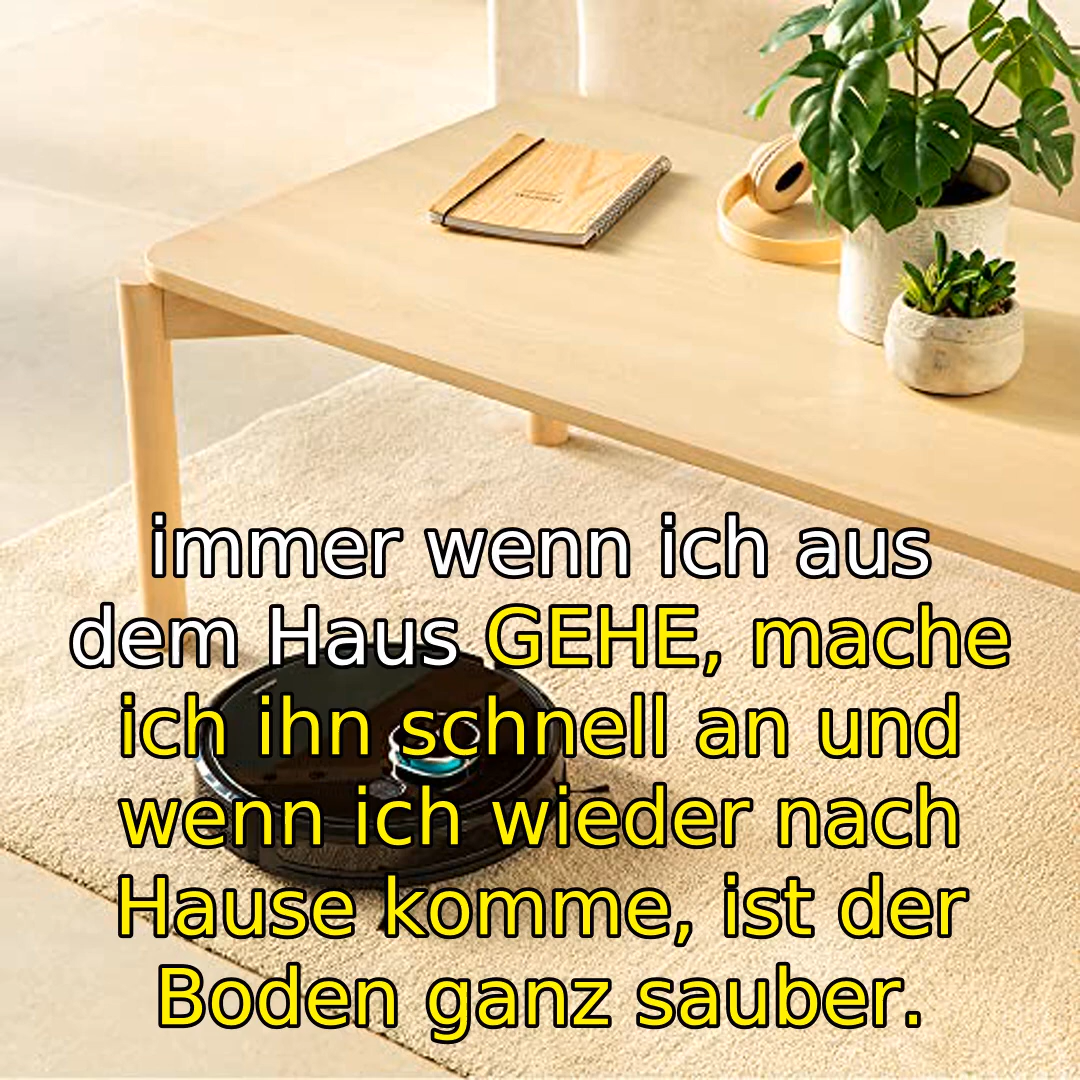 immer wenn ich aus
dem Haus GEHE, mache
ich ihn schnell an und
wenn ich wieder nach
Hause komme, ist der
Boden ganz sauber.